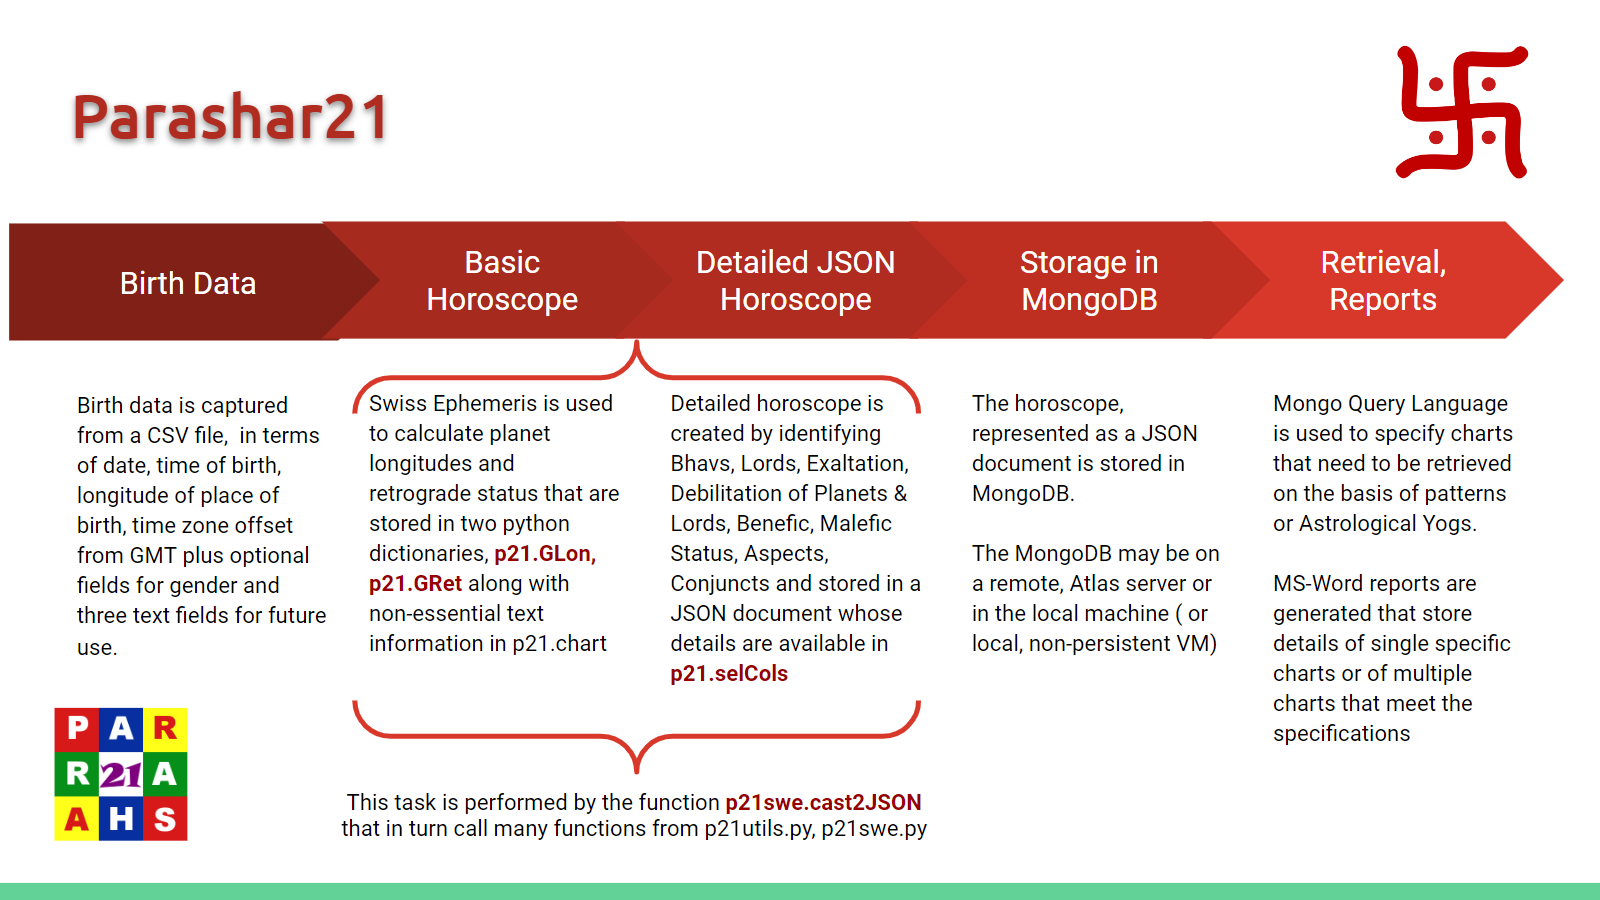 Parashar21
Birth Data
Basic
Horoscope
Detailed JSON
Horoscope
Storage in
MongoDB
Retrieval,
Reports
Birth data is captured
from a CSV file,  in terms
of date, time of birth,
longitude of place of
birth, time zone offset
from GMT plus optional
fields for gender and
three text fields for future
use.
Swiss Ephemeris is used
to calculate planet
longitudes and
retrograde status that are
stored in two python
dictionaries, p21.GLon,
p21.GRet along with
non-essential text
information in p21.chart
Detailed horoscope is
created by identifying
Bhavs, Lords, Exaltation,
Debilitation of Planets &
Lords, Benefic, Malefic
Status, Aspects,
Conjuncts and stored in a
JSON document whose
details are available in
p21.selCols
The horoscope,
represented as a JSON
document is stored in
MongoDB.
The MongoDB may be on
a remote, Atlas server or
in the local machine ( or
local, non-persistent VM)
Mongo Query Language
is used to specify charts
that need to be retrieved
on the basis of patterns
or Astrological Yogs.
MS-Word reports are
generated that store
details of single specific
charts or of multiple
charts that meet the
specifications
P A R
R 21 A
A H S
This task is performed by the function p21swe.cast2JSON
that in turn call many functions from p21utils.py, p21swe.py